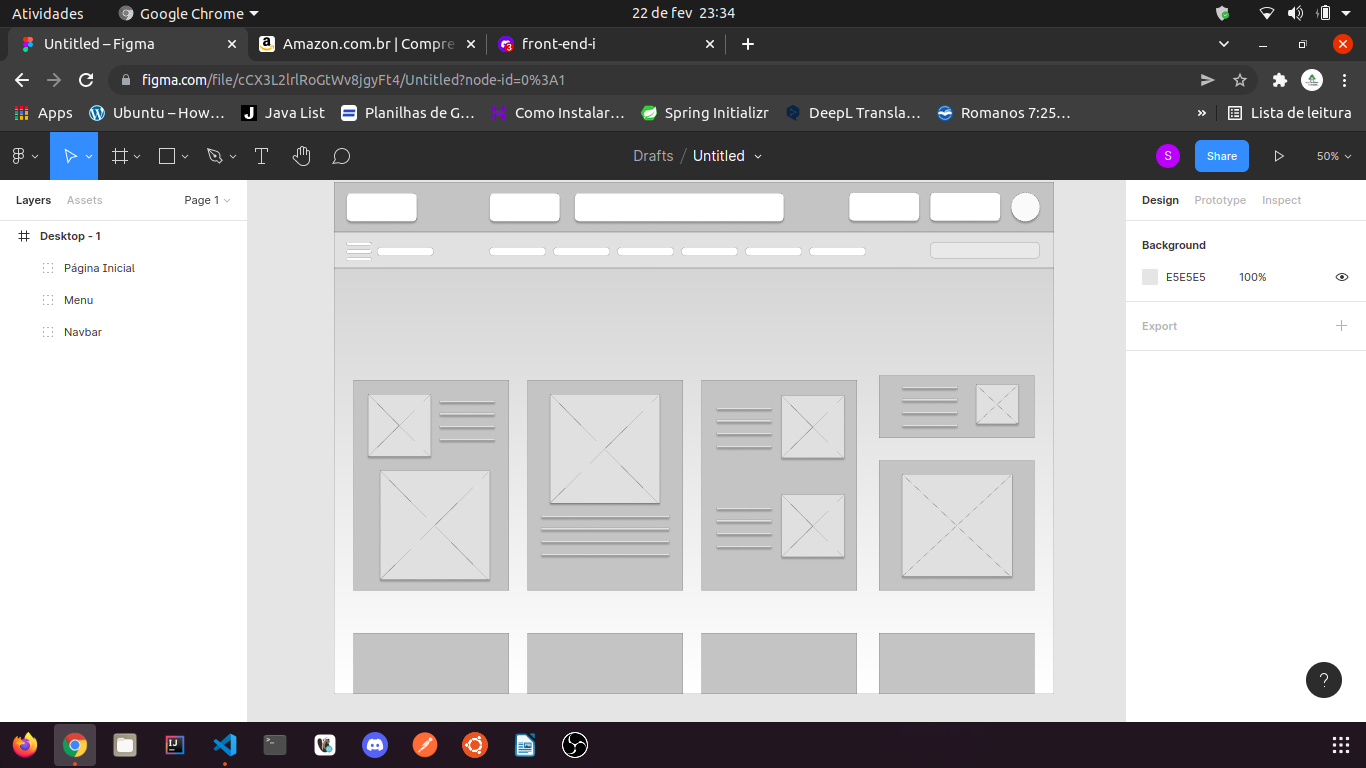 Atividades
Google Chrome
22 de fev 23:34
Untitled – Figma
Amazon.com.br | Compre
front-end-i
figma.com/file/cCX3L2lrlRoGtWv8jgyFt4/Untitled?node-id=0%3A1
Apps
Ubuntu – How…
Java List
Planilhas de G…
Como Instalar…
Spring Initializr
DeepL Transla…
Romanos 7:25…
»
Lista de leitura
Drafts / Untitled
S
Share
50%
Layers
Assets
Page 1
Design
Prototype
Inspect
Desktop - 1
Página Inicial
Menu
Navbar
Background
E5E5E5
100%
Export
?